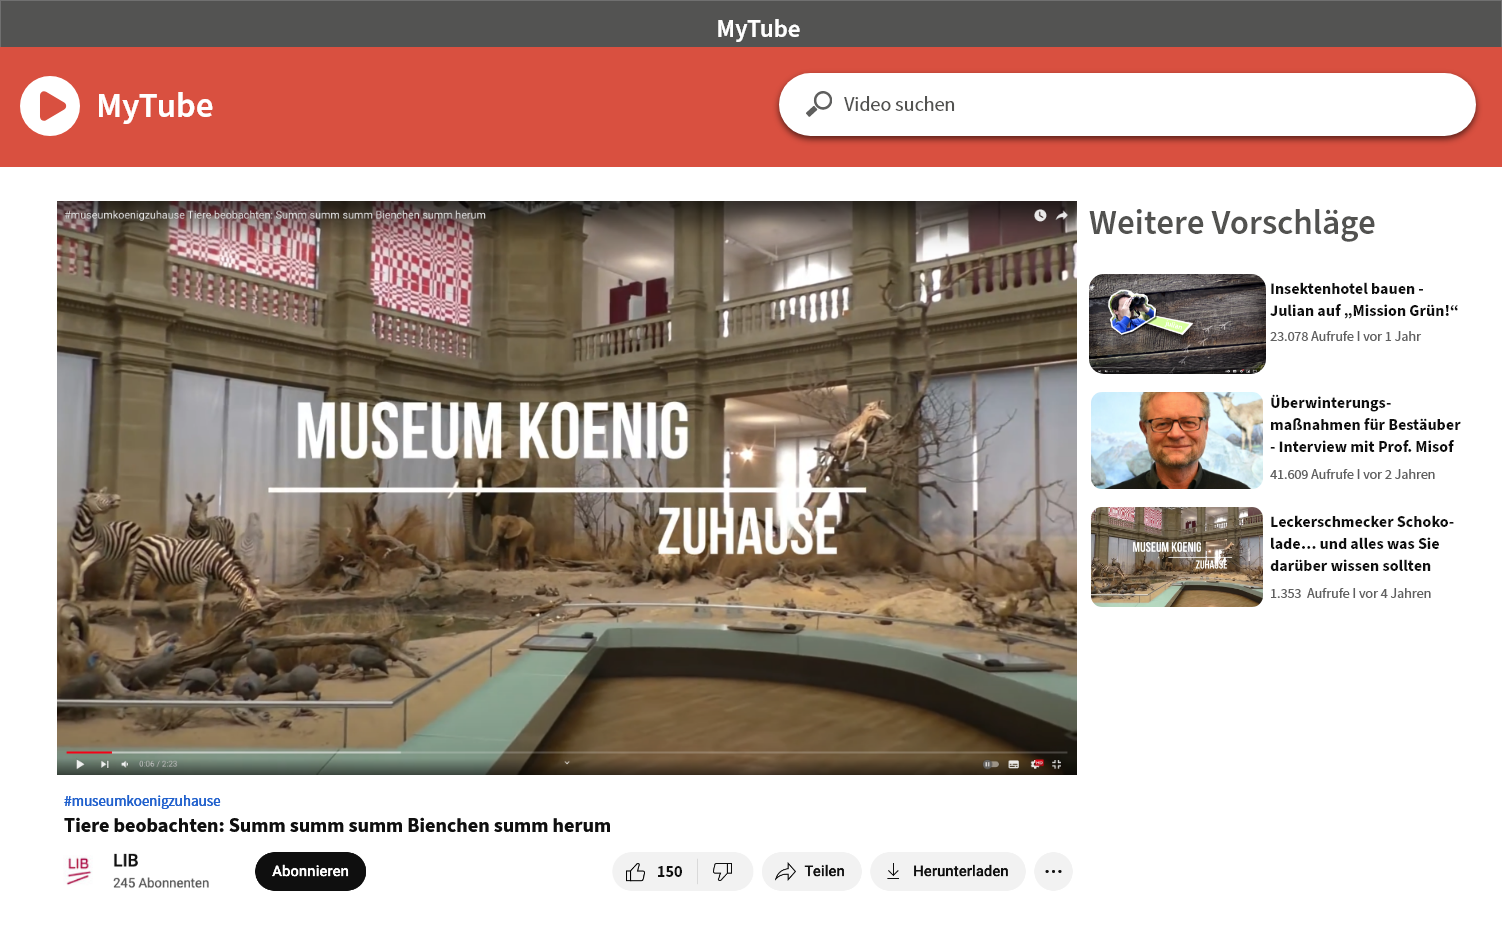 MyTube
MyTube
Video suchen
#museumkoenigzuhause Tiere beobachten: Summ summ summ Bienchen summ herum
MUSEUM KOENIG
ZUHAUSE
0:06 / 2:23
#museumkoenigzuhause
Tiere beobachten: Summ summ summ Bienchen summ herum
LIB
LIB
245 Abonnenten
Abonnieren
150
Teilen
Herunterladen
Weitere Vorschläge
Insektenhotel bauen -
Julian auf „Mission Grün!“
23.078 Aufrufe I vor 1 Jahr
Überwinterungs-
maßnahmen für Bestäuber
- Interview mit Prof. Misof
41.609 Aufrufe I vor 2 Jahren
MUSEUM KOENIG
ZUHAUSE
Leckerschmecker Schoko-
lade... und alles was Sie
darüber wissen sollten
1.353 Aufrufe I vor 4 Jahren